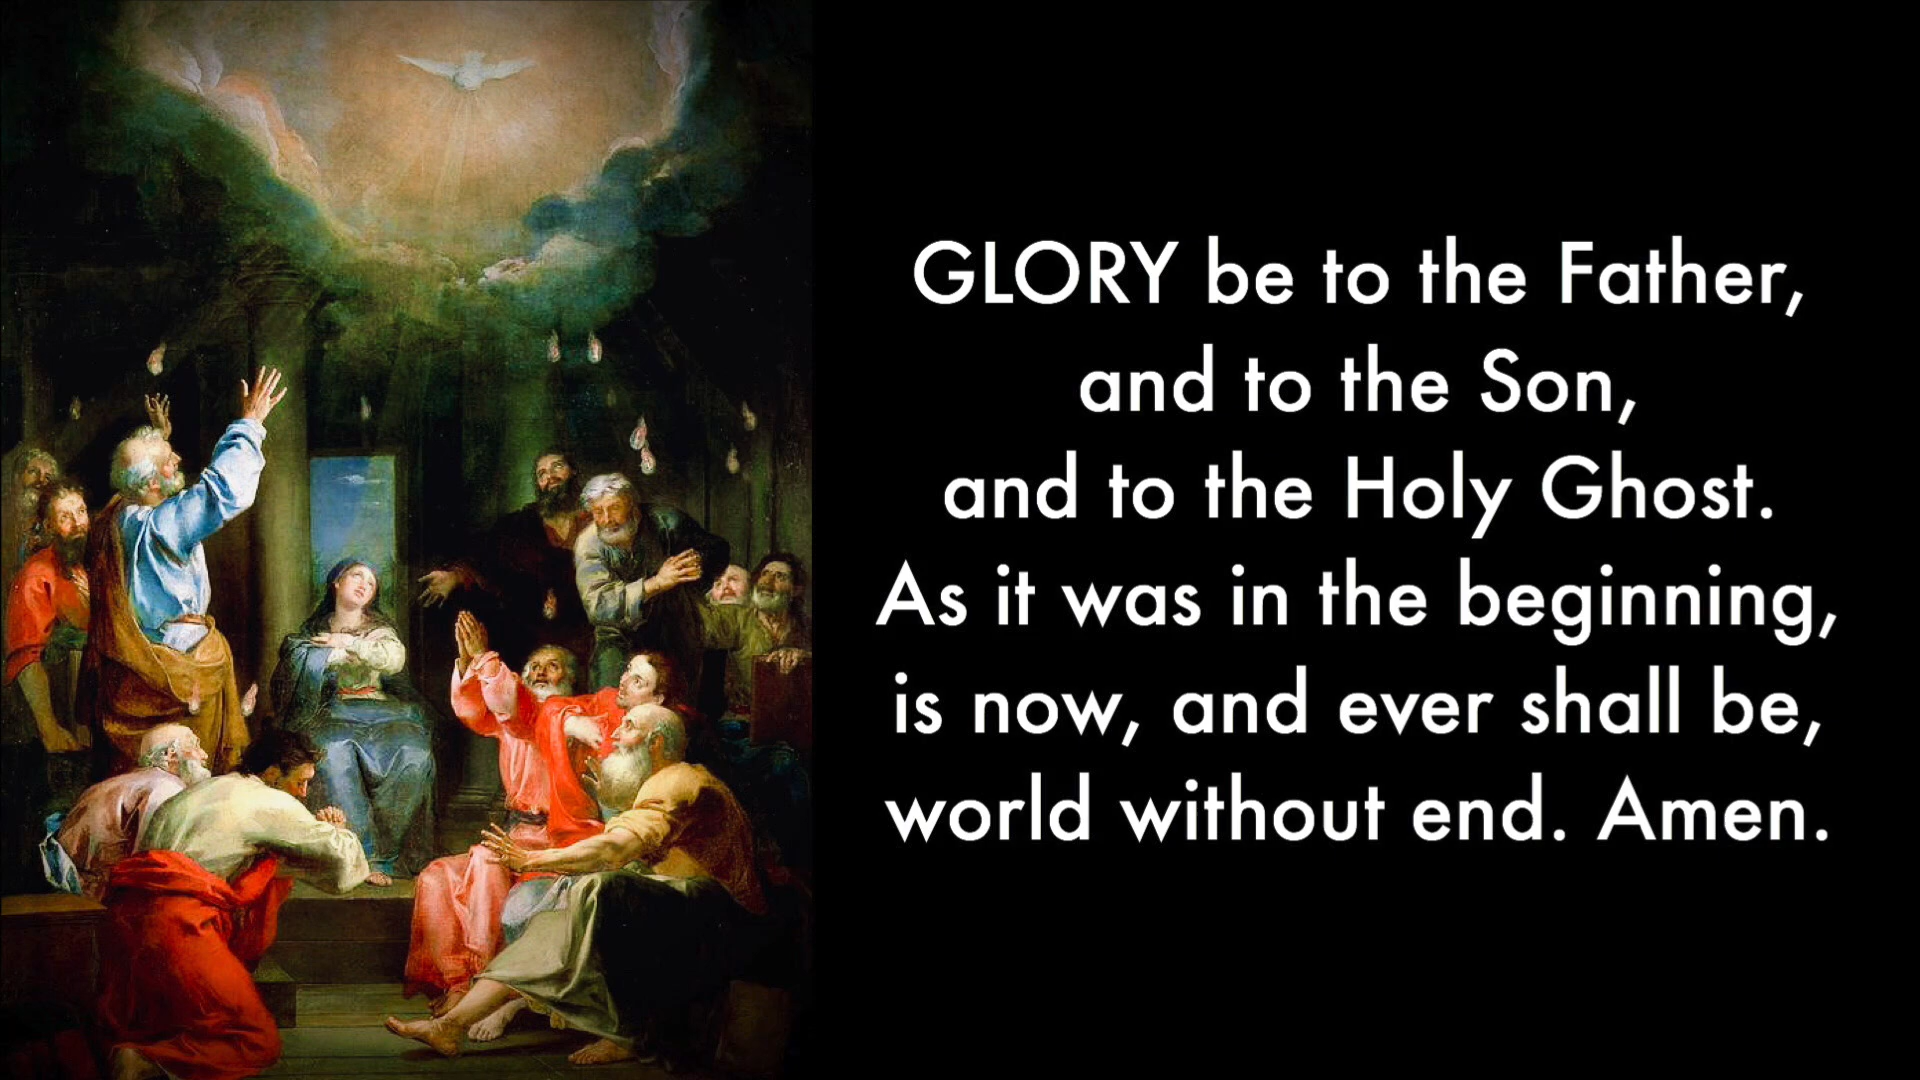 GLORY be to the Father,
and to the Son,
and to the Holy Ghost.
As it was in the beginning,
is now, and ever shall be,
world without end. Amen.